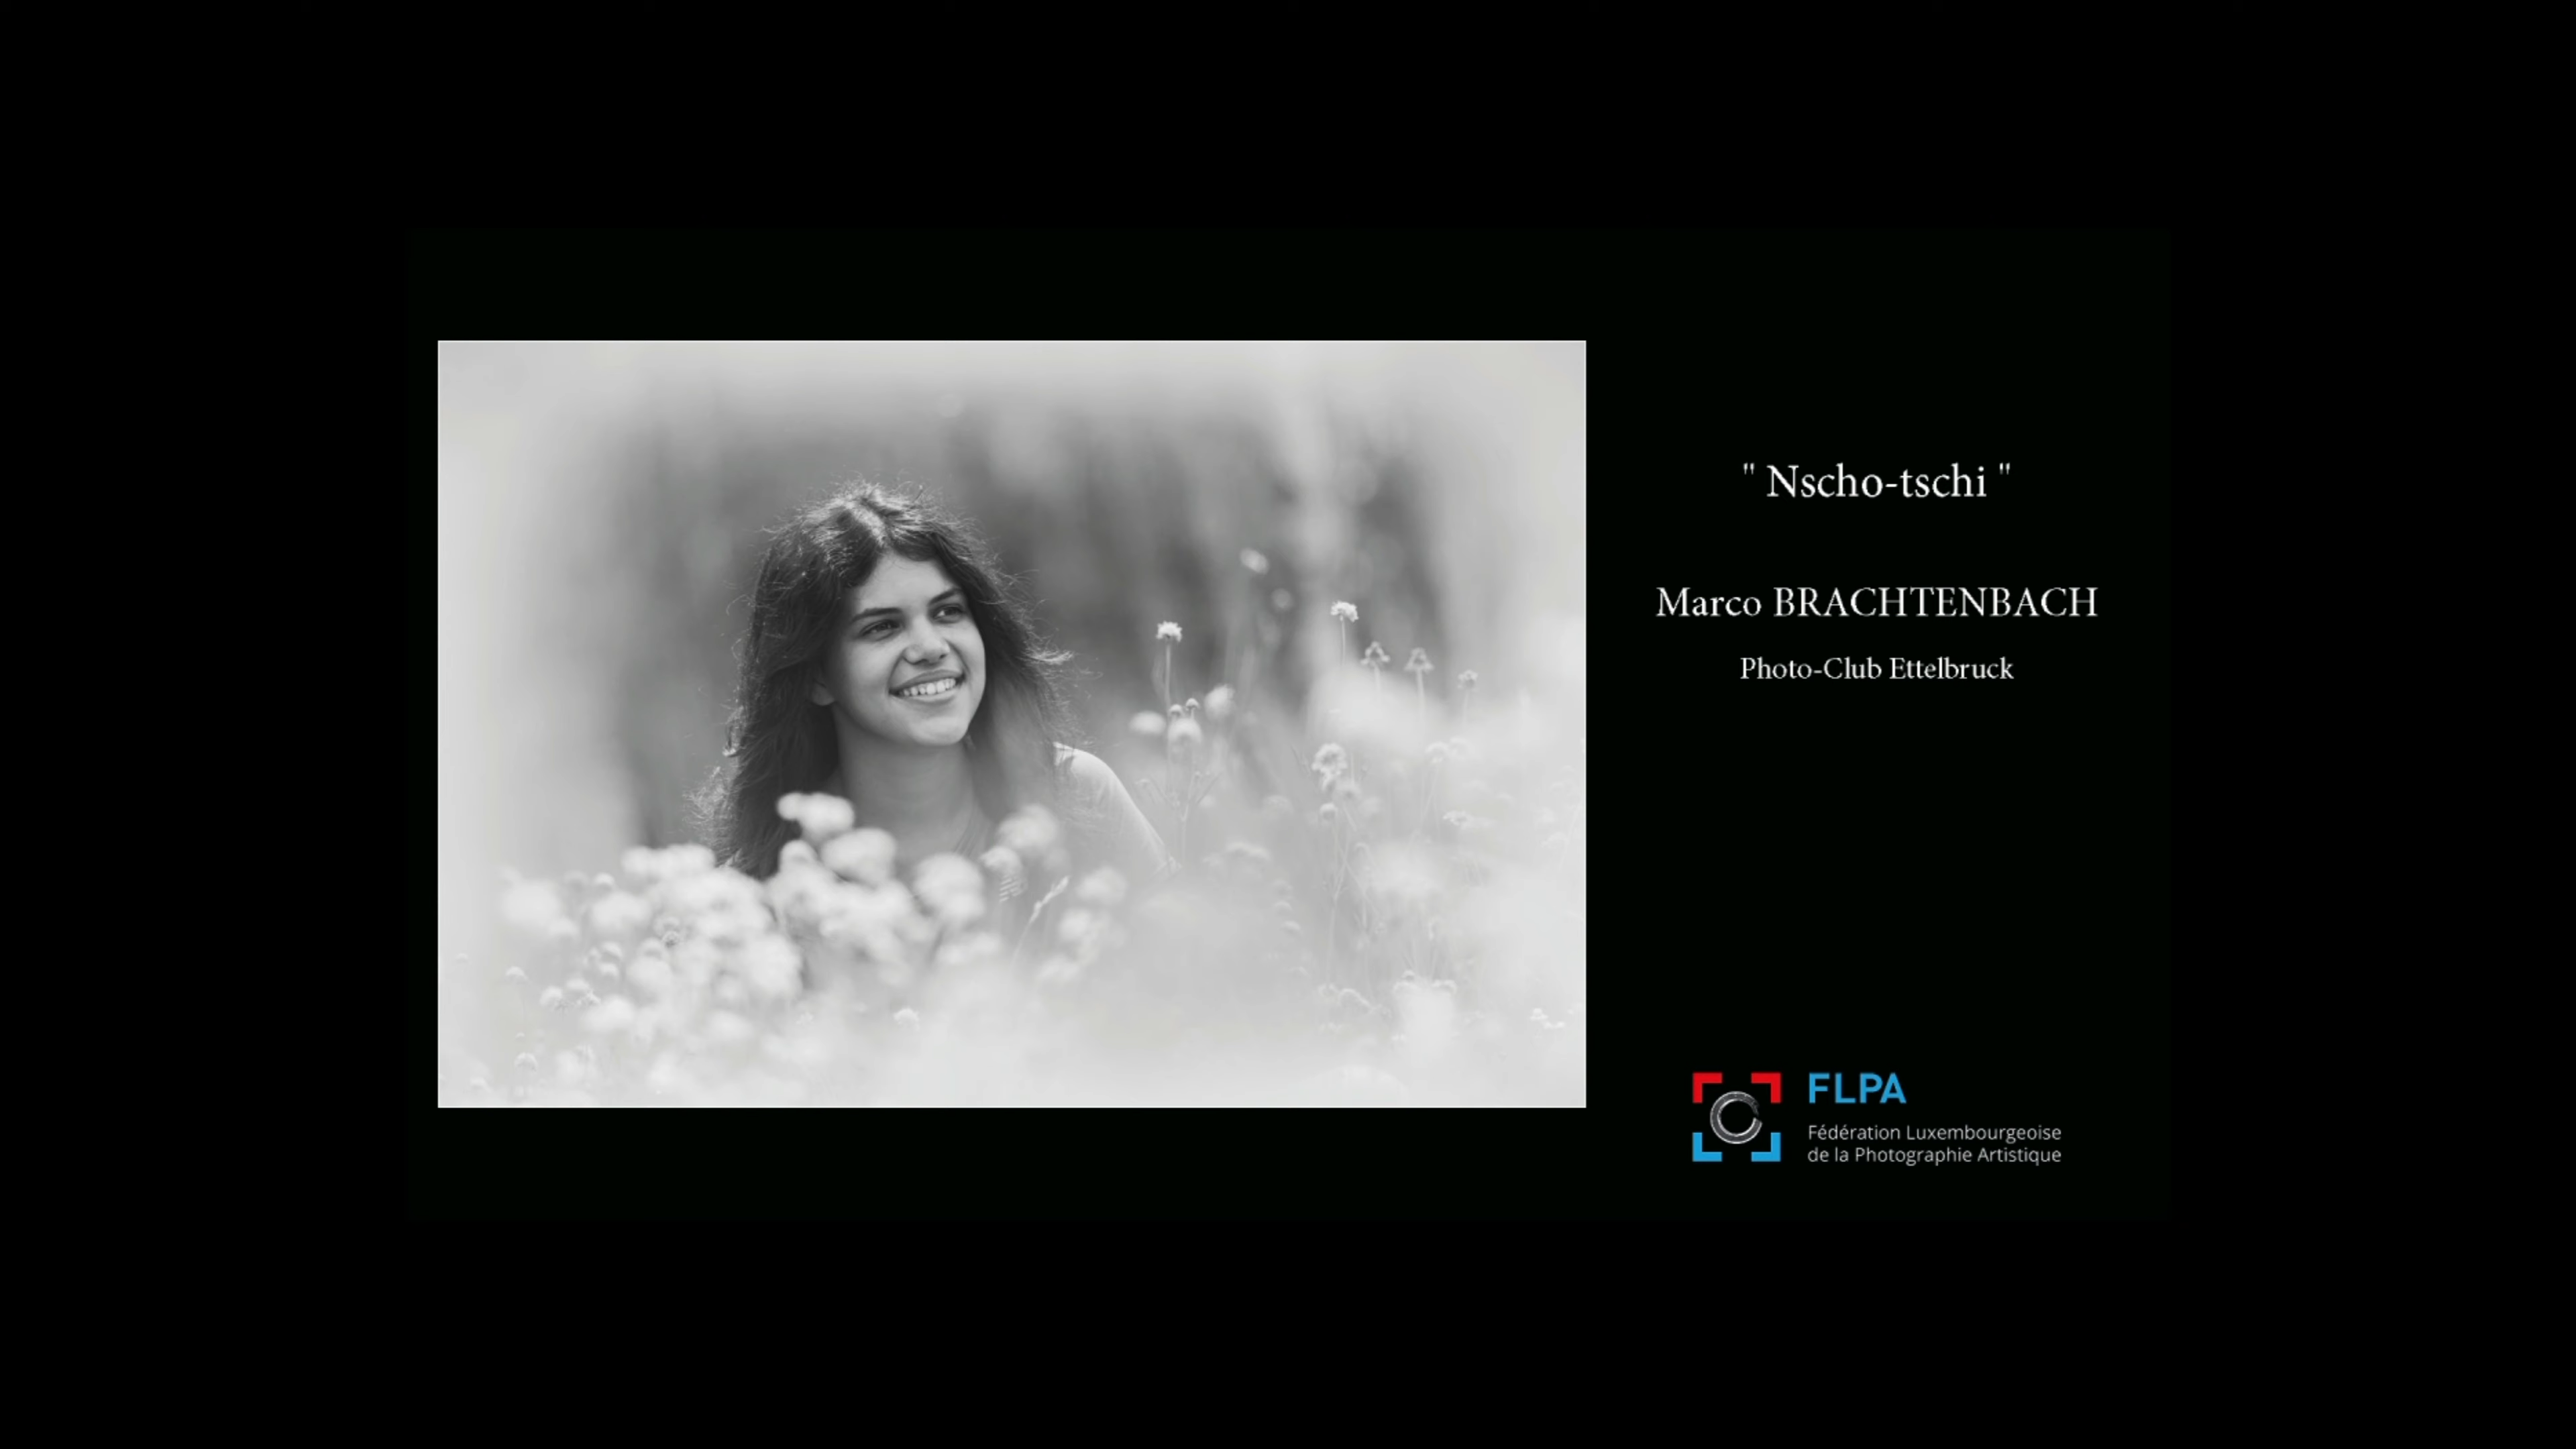 " Nscho-tschi "
Marco BRACHTENBACH
Photo-Club Ettelbruck
FLPA
Fédération Luxembourgeoise
de la Photographie Artistique